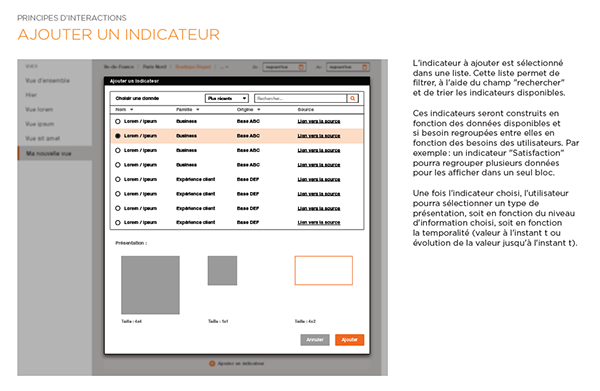 PRINCIPES D'INTERACTIONS
AJOUTER UN INDICATEUR
Vue d'ensemble
Hier
Vue lorem
Vue ipsum
Vue sit amat
Ma nouvelle vue
Ile-de-France | Paris Nord | Boutique Report | ... Du : Aujourd'hui Au : Aujourd'hui
Ajouter un indicateur
Choisir une donnée Plus récents Rechercher...
Nom Famille Origine Source
Lorem / Ipsum Business Base ABC Lien vers la source
Lorem / Ipsum Business Base ABC Lien vers la source
Lorem / Ipsum Business Base ABC Lien vers la source
Lorem / Ipsum Business Base ABC Lien vers la source
Lorem / Ipsum Expérience client Base DEF Lien vers la source
Lorem / Ipsum Expérience client Base DEF Lien vers la source
Lorem / Ipsum Expérience client Base DEF Lien vers la source
Lorem / Ipsum Expérience client Base DEF Lien vers la source
Présentation :
Taille : 4x4 Taille : 1x1 Taille : 4x2
Annuler Ajouter
Ajouter un indicateur
L'indicateur à ajouter est sélectionné
dans une liste. Cette liste permet de
filtrer, à l'aide du champ "rechercher"
et de trier les indicateurs disponibles.
Ces indicateurs seront construits en
fonction des données disponibles et
si besoin regroupées entre elles en
fonction des besoins des utilisateurs. Par
exemple : un indicateur "Satisfaction"
pourra regrouper plusieurs données
pour les afficher dans un seul bloc.
Une fois l'indicateur choisi, l'utilisateur
pourra sélectionner un type de
présentation, soit en fonction du niveau
d'information choisi, soit en fonction
la temporalité (valeur à l'instant t ou
évolution de la valeur jusqu'à l'instant t).